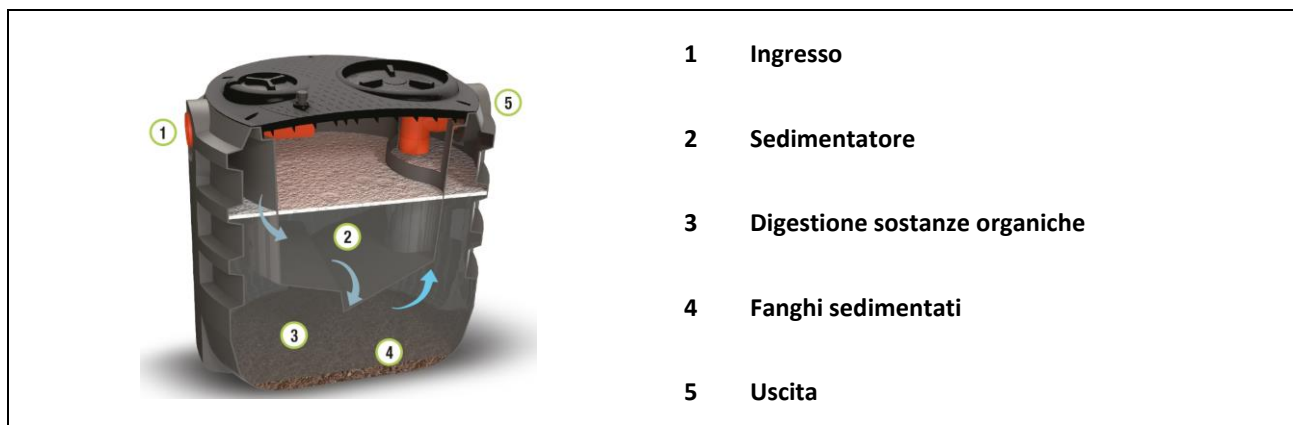 1
5
2
3
4
1 Ingresso
2 Sedimentatore
3 Digestione sostanze organiche
4 Fanghi sedimentati
5 Uscita